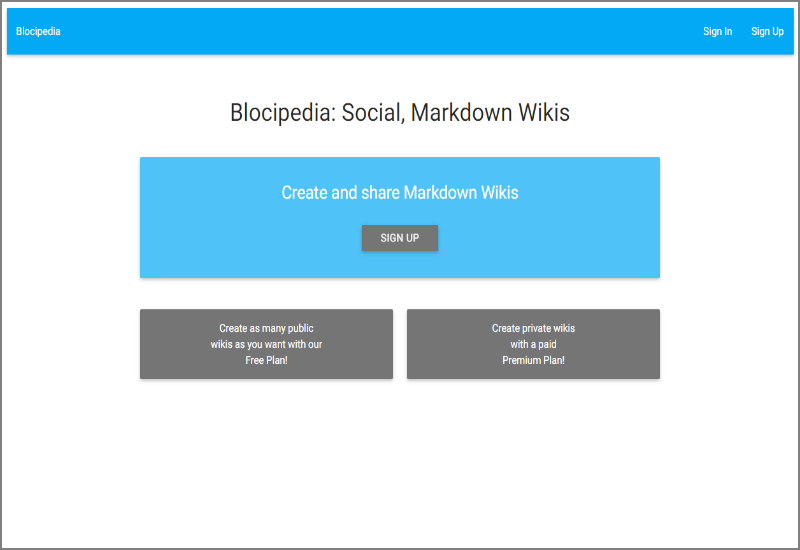 Blocipedia
Sign In
Sign Up
Blocipedia: Social, Markdown Wikis
Create and share Markdown Wikis
SIGN UP
Create as many public
wikis as you want with our
Free Plan!
Create private wikis
with a paid
Premium Plan!